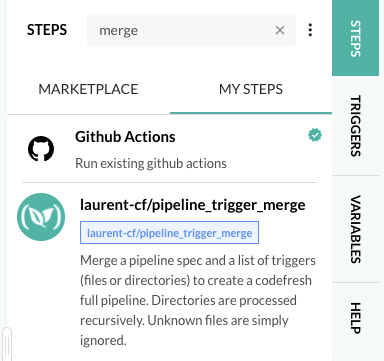 STEPS
merge
MARKETPLACE
MY STEPS
Github Actions
Run existing github actions
laurent-cf/pipeline_trigger_merge
laurent-cf/pipeline_trigger_merge
Merge a pipeline spec and a list of triggers
(files or directories) to create a codefresh
full pipeline. Directories are processed
recursively. Unknown files are simply
ignored.
STEPS
TRIGGERS
VARIABLES
HELP